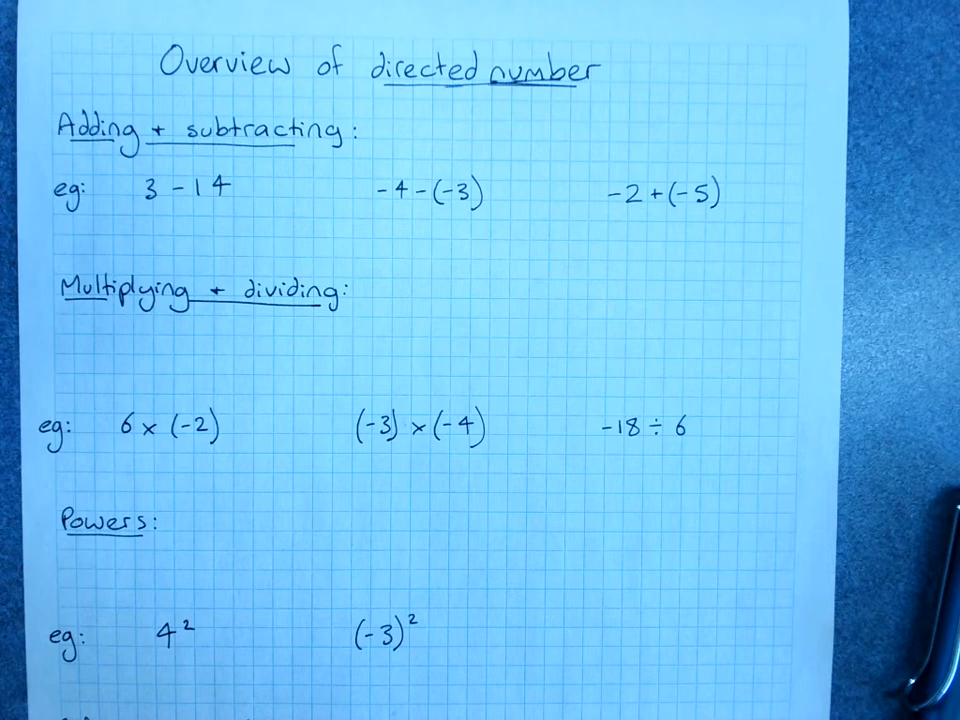 Overview of directed number
Adding + subtracting:
eg: 3 - 14 -4-(-3) -2+(-5)
Multiplying + dividing:
eg: 6 × (-2) (-3) × (-4) -18 ÷ 6
Powers:
eg: 4² (-3)²